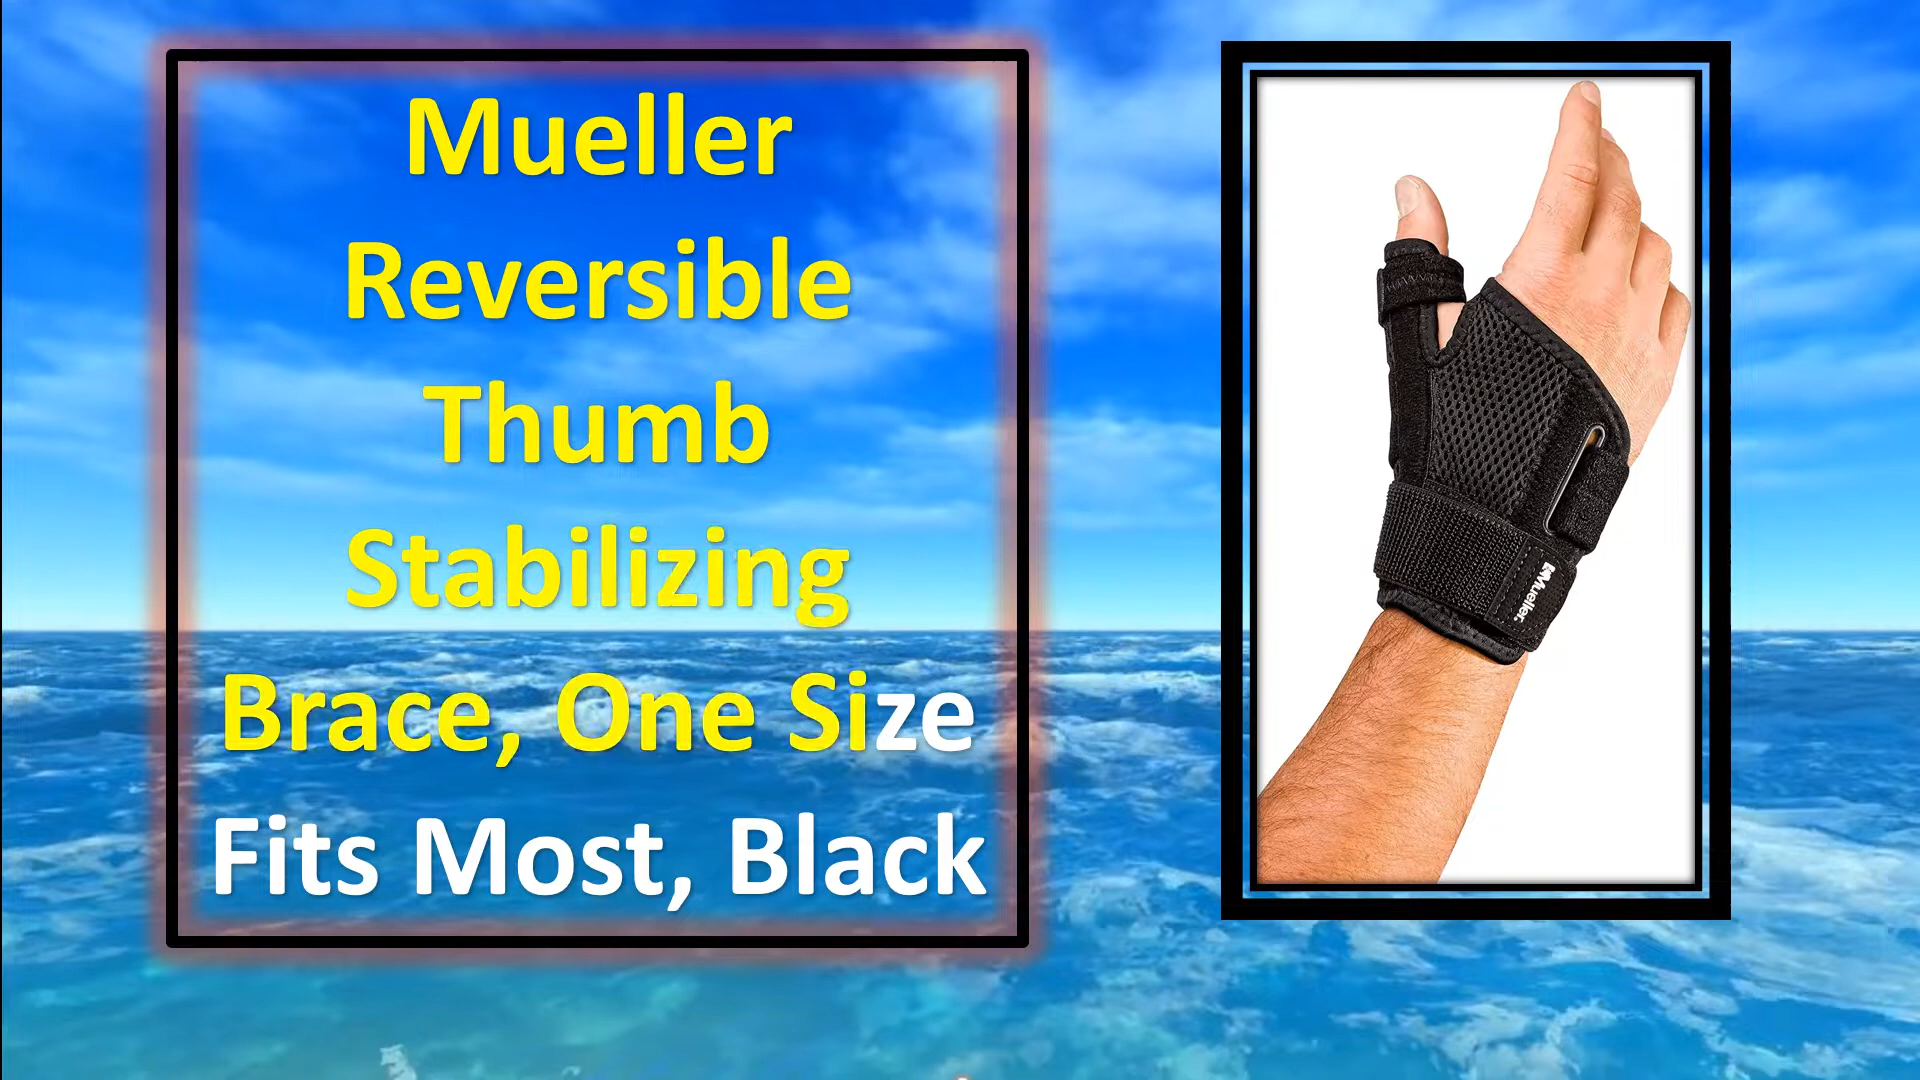 Mueller
Reversible
Thumb
Stabilizing
Brace, One Size
Fits Most, Black
Mueller.